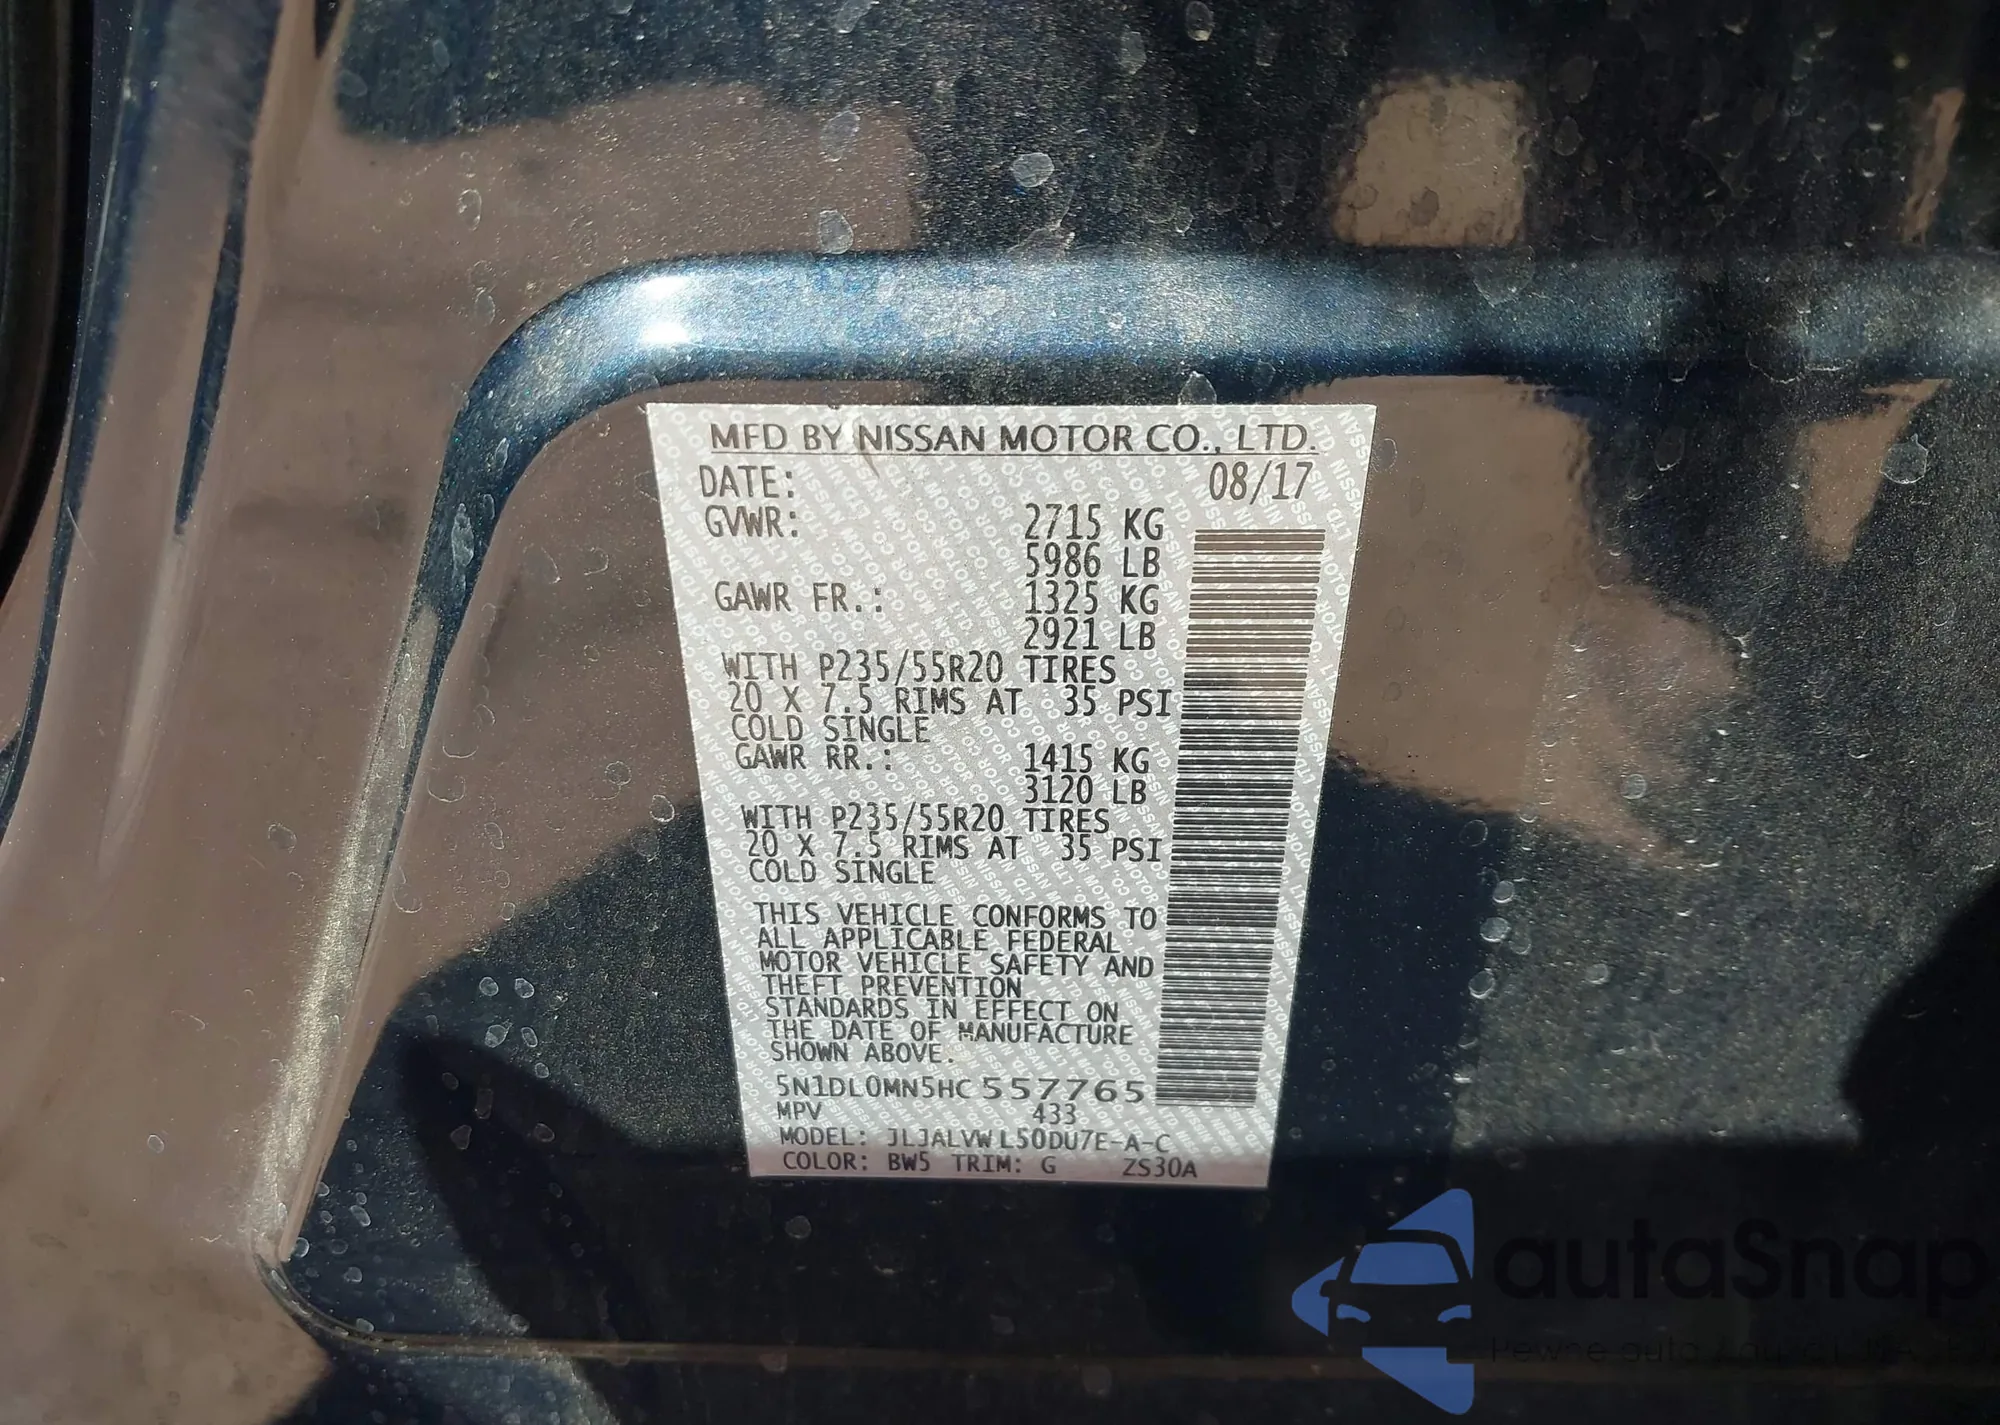 MFD BY NISSAN MOTOR CO., LTD.
DATE: 08/17
GVWR: 2715 KG
5986 LB
GAWR FR.: 1325 KG
2921 LB
WITH P235/55R20 TIRES
20 X 7.5 RIMS AT 35 PSI
COLD SINGLE
GAWR RR.: 1415 KG
3120 LB
WITH P235/55R20 TIRES
20 X 7.5 RIMS AT 35 PSI
COLD SINGLE
THIS VEHICLE CONFORMS TO
ALL APPLICABLE FEDERAL
MOTOR VEHICLE SAFETY AND
THEFT PREVENTION
STANDARDS IN EFFECT ON
THE DATE OF MANUFACTURE
SHOWN ABOVE.
5N1DL0MN5HC557765
MPV 433
MODEL: JLJALVWL50DU7E-A-C
COLOR: BW5 TRIM: G ZS30A
autaSnap